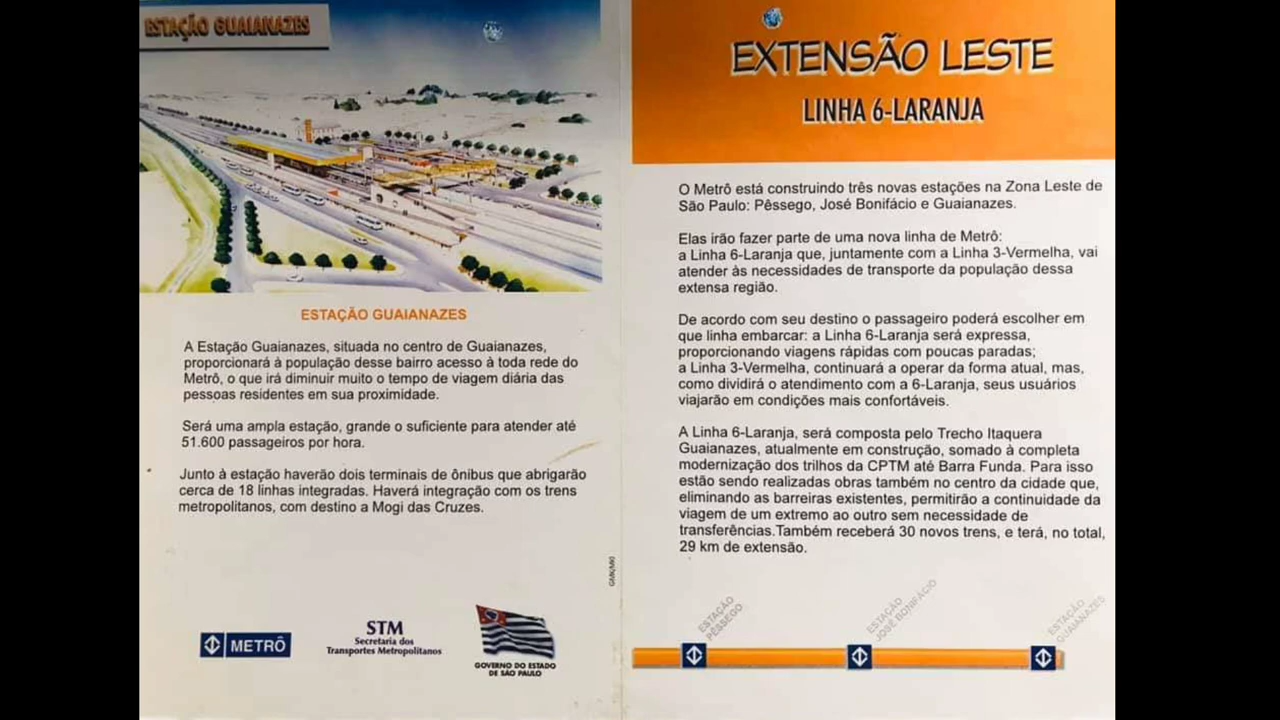 ESTAÇÃO GUAIANAZES
ESTAÇÃO GUAIANAZES
A Estação Guaianazes, situada no centro de Guaianazes,
proporcionará à população desse bairro acesso à toda rede do
Metrô, o que irá diminuir muito o tempo de viagem diária das
pessoas residentes em sua proximidade.
Será uma ampla estação, grande o suficiente para atender até
51.600 passageiros por hora.
Junto à estação haverão dois terminais de ônibus que abrigarão
cerca de 18 linhas integradas. Haverá integração com os trens
metropolitanos, com destino a Mogi das Cruzes.
METRÔ
STM
Secretaria dos
Transportes Metropolitanos
GOVERNO DO ESTADO
DE SÃO PAULO
EXTENSÃO LESTE
LINHA 6-LARANJA
O Metrô está construindo três novas estações na Zona Leste de
São Paulo: Pêssego, José Bonifácio e Guaianazes.
Elas irão fazer parte de uma nova linha de Metrô:
a Linha 6-Laranja que, juntamente com a Linha 3-Vermelha, vai
atender às necessidades de transporte da população dessa
extensa região.
De acordo com seu destino o passageiro poderá escolher em
que linha embarcar: a Linha 6-Laranja será expressa,
proporcionando viagens rápidas com poucas paradas;
a Linha 3-Vermelha, continuará a operar da forma atual, mas,
como dividirá o atendimento com a 6-Laranja, seus usuários
viajarão em condições mais confortáveis.
A Linha 6-Laranja, será composta pelo Trecho Itaquera
Guaianazes, atualmente em construção, somado à completa
modernização dos trilhos da CPTM até Barra Funda. Para isso
estão sendo realizadas obras também no centro da cidade que,
eliminando as barreiras existentes, permitirão a continuidade da
viagem de um extremo ao outro sem necessidade de
transferências.Também receberá 30 novos trens, e terá, no total,
29 km de extensão.
ESTAÇÃO
PÊSSEGO
ESTAÇÃO
JOSÉ BONIFÁCIO
ESTAÇÃO
GUAIANAZES